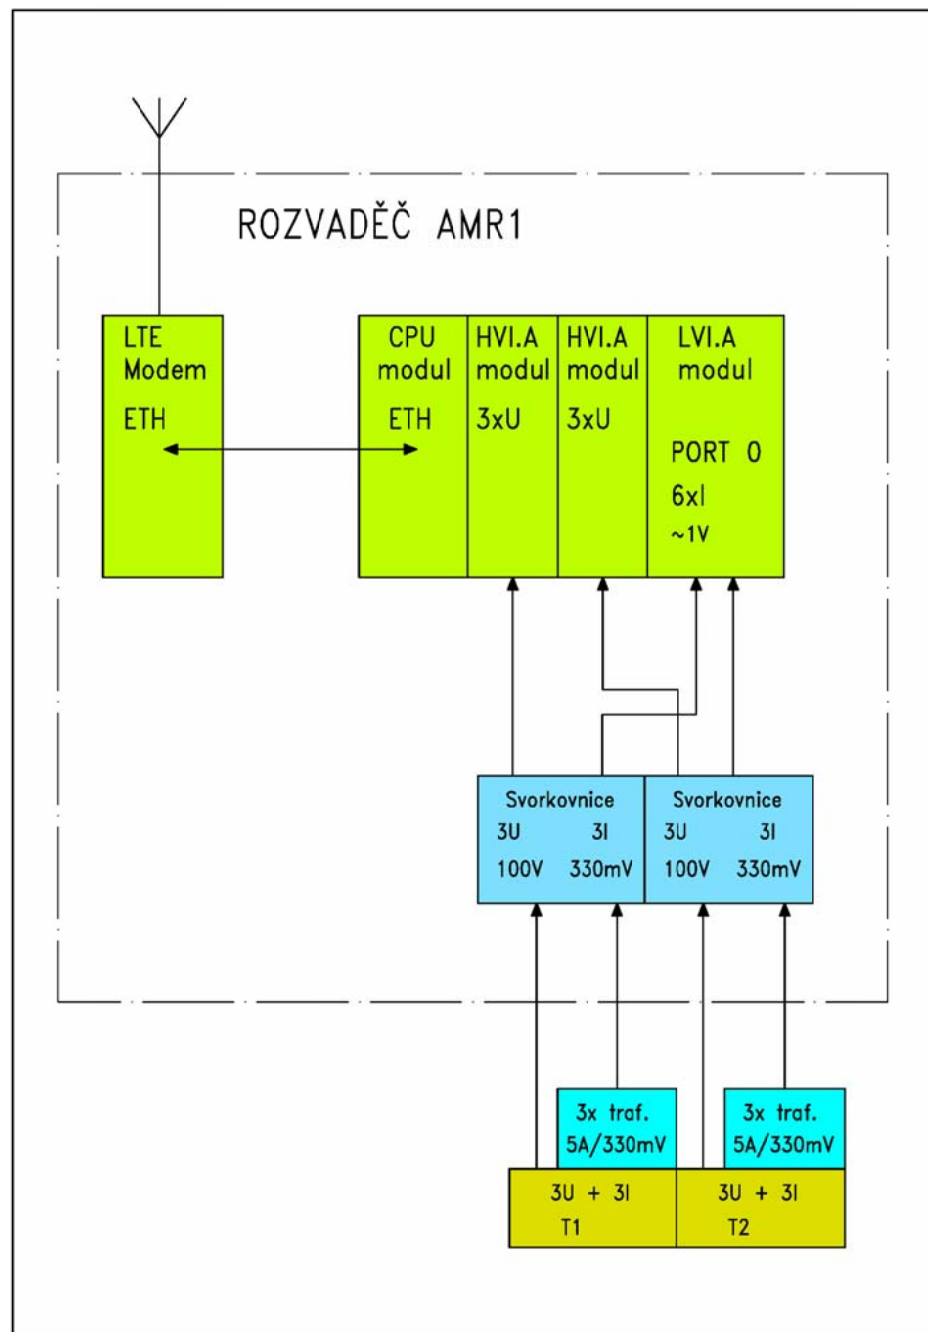 ROZVADĚČ AMR1
LTE
Modem
ETH
CPU
modul
ETH
HVI.A
modul
3xU
HVI.A
modul
3xU
LVI.A
modul
PORT 0
6xI
~1V
Svorkovnice
3U 3I
100V 330mV
Svorkovnice
3U 3I
100V 330mV
3x traf.
5A/330mV
3x traf.
5A/330mV
3U + 3I
T1
3U + 3I
T2